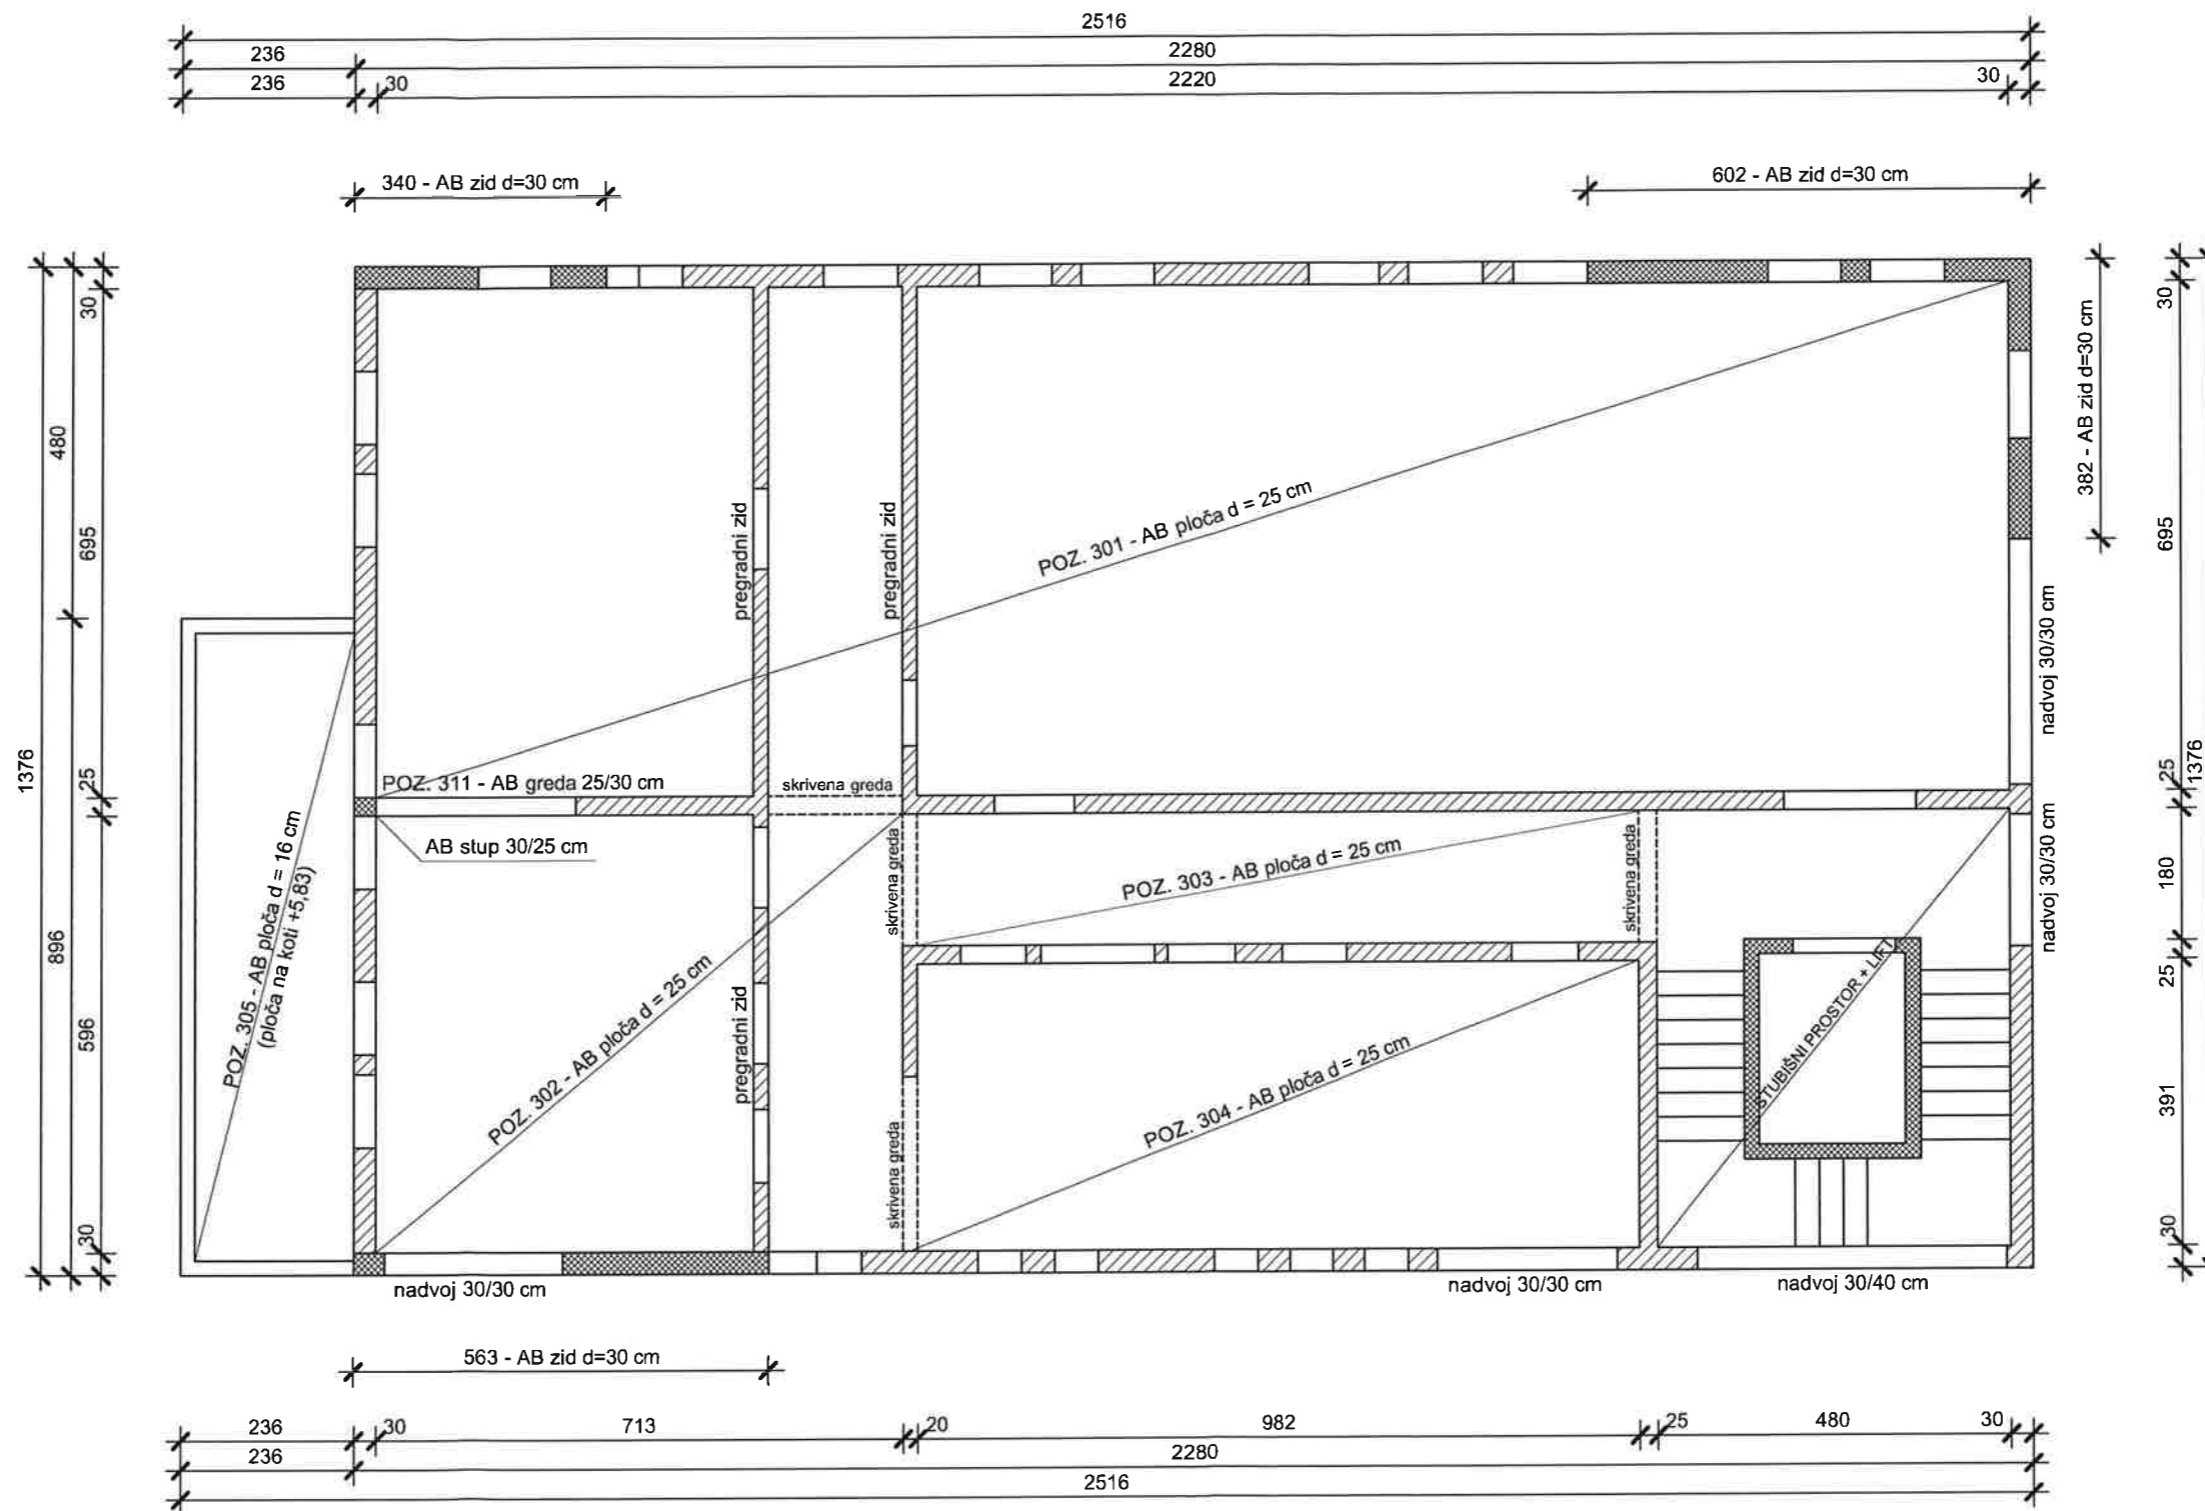 2516
236
2280
236
30
2220
30
340 - AB zid d=30 cm
602 - AB zid d=30 cm
1376
480
896
30
695
25
596
30
382 - AB zid d=30 cm
30
695
25
1376
180
25
391
30
pregradni zid
pregradni zid
POZ. 301 - AB ploča d = 25 cm
nadvoj 30/30 cm
POZ. 311 - AB greda 25/30 cm
skrivena greda
AB stup 30/25 cm
skrivena greda
POZ. 303 - AB ploča d = 25 cm
skrivena greda
nadvoj 30/30 cm
POZ. 305 - AB ploča d = 16 cm
(ploča na koti +5,83)
POZ. 302 - AB ploča d = 25 cm
pregradni zid
skrivena greda
POZ. 304 - AB ploča d = 25 cm
STUBIŠNI PROSTOR + LIFT
nadvoj 30/30 cm
nadvoj 30/30 cm
nadvoj 30/40 cm
563 - AB zid d=30 cm
236
30
713
20
982
25
480
30
236
2280
2516